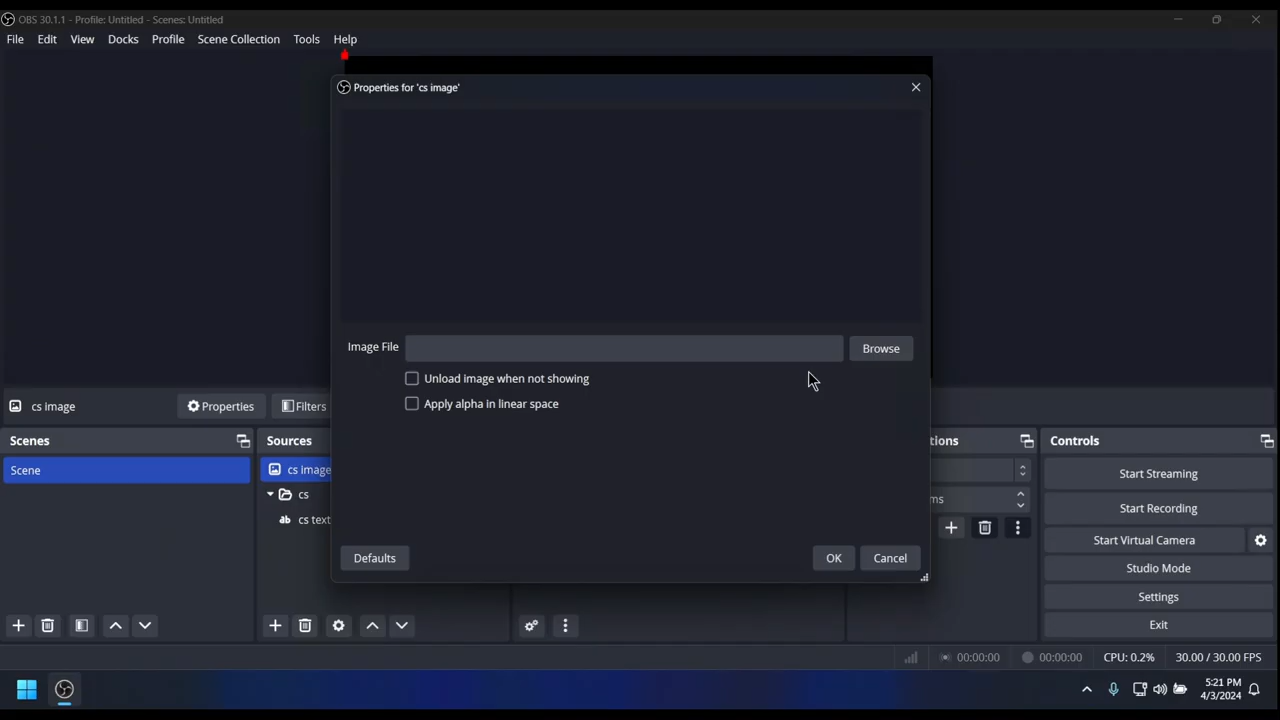 OBS 30.1.1 - Profile: Untitled - Scenes: Untitled
File Edit View Docks Profile Scene Collection Tools Help
Properties for 'cs image'
Image File Browse
Unload image when not showing
Apply alpha in linear space
cs image Properties Filters
Scenes Sources tions Controls
Scene cs image Start Streaming
cs ms Start Recording
cs text Start Virtual Camera
Defaults OK Cancel Studio Mode
Settings
Exit
00:00:00 00:00:00 CPU: 0.2% 30.00 / 30.00 FPS
5:21 PM
4/3/2024